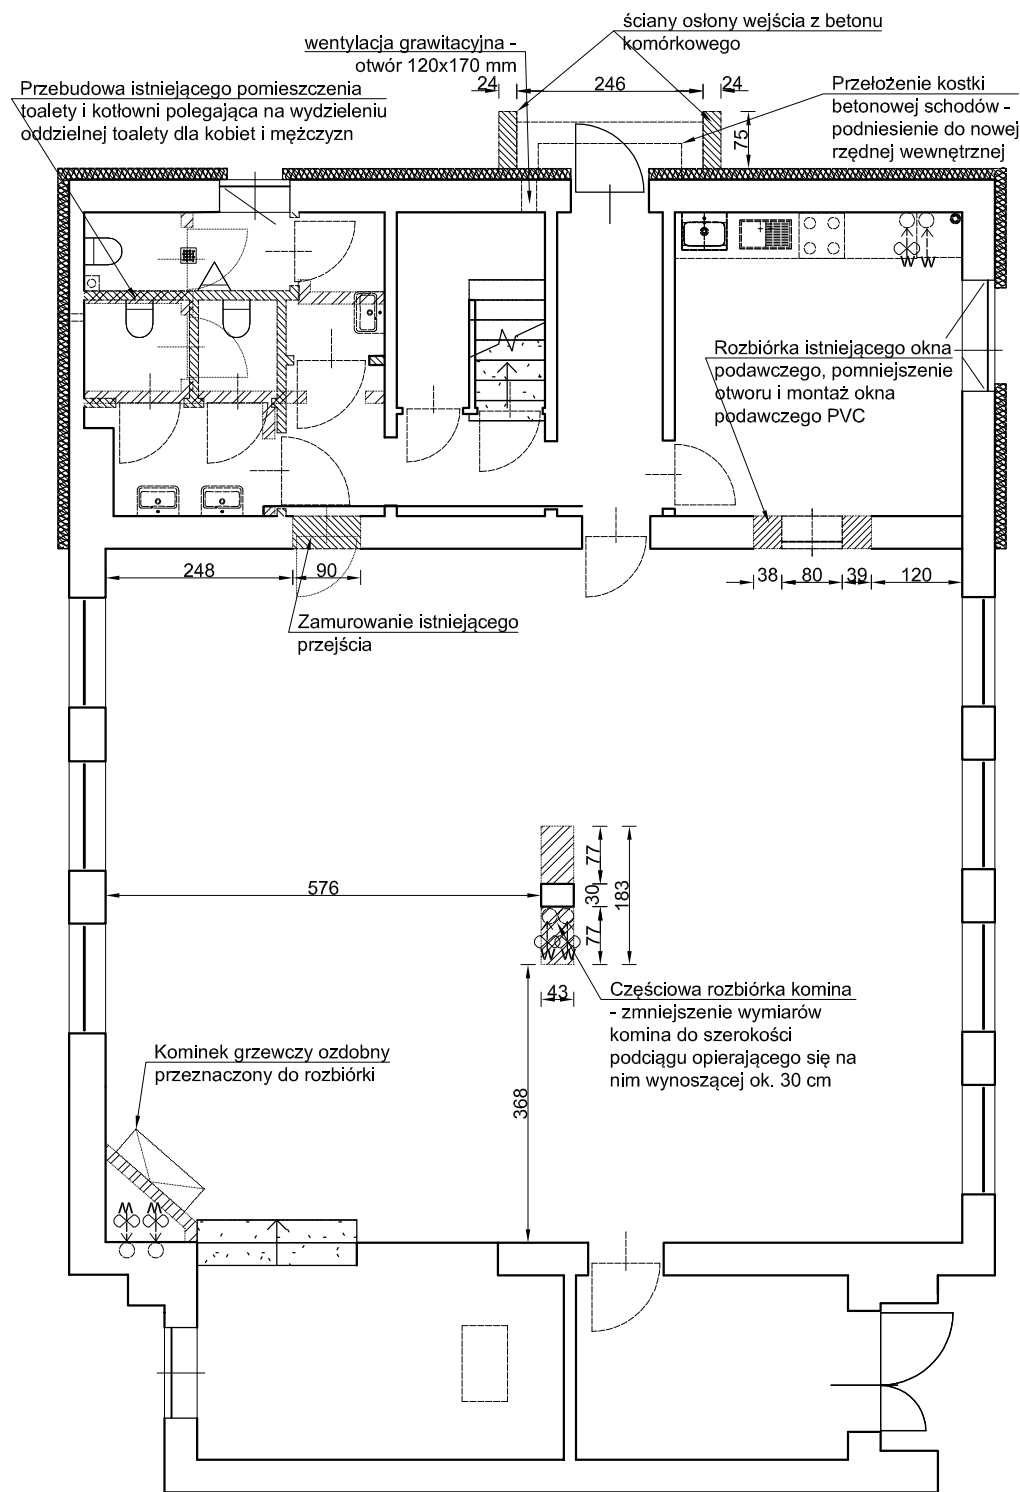 ściany osłony wejścia z betonu
komórkowego
wentylacja grawitacyjna -
otwór 120x170 mm
24
246
24
75
Przełożenie kostki
betonowej schodów -
podniesienie do nowej
rzędnej wewnętrznej
Przebudowa istniejącego pomieszczenia
toalety i kotłowni polegająca na wydzieleniu
oddzielnej toalety dla kobiet i mężczyzn
Rozbiórka istniejącego okna
podawczego, pomniejszenie
otworu i montaż okna
podawczego PVC
248
90
38
80
39
120
Zamurowanie istniejącego
przejścia
576
77
30
77
183
43
368
Częściowa rozbiórka komina
- zmniejszenie wymiarów
komina do szerokości
podciągu opierającego się na
nim wynoszącej ok. 30 cm
Kominek grzewczy ozdobny
przeznaczony do rozbiórki